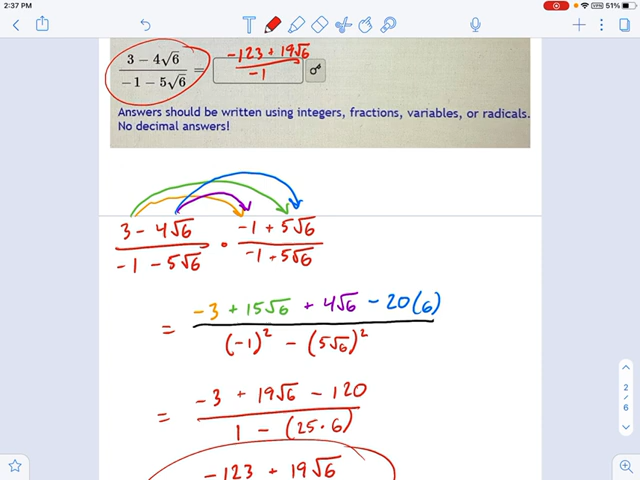 2:37 PM
VPN 51%
3 − 4√6 / −1 − 5√6 = −123 + 19√6 / −1
Answers should be written using integers, fractions, variables, or radicals.
No decimal answers!
3 − 4√6 / −1 − 5√6 · −1 + 5√6 / −1 + 5√6
= −3 + 15√6 + 4√6 − 20(6) / (−1)² − (5√6)²
= −3 + 19√6 − 120 / 1 − (25·6)
−123 + 19√6
2 / 6